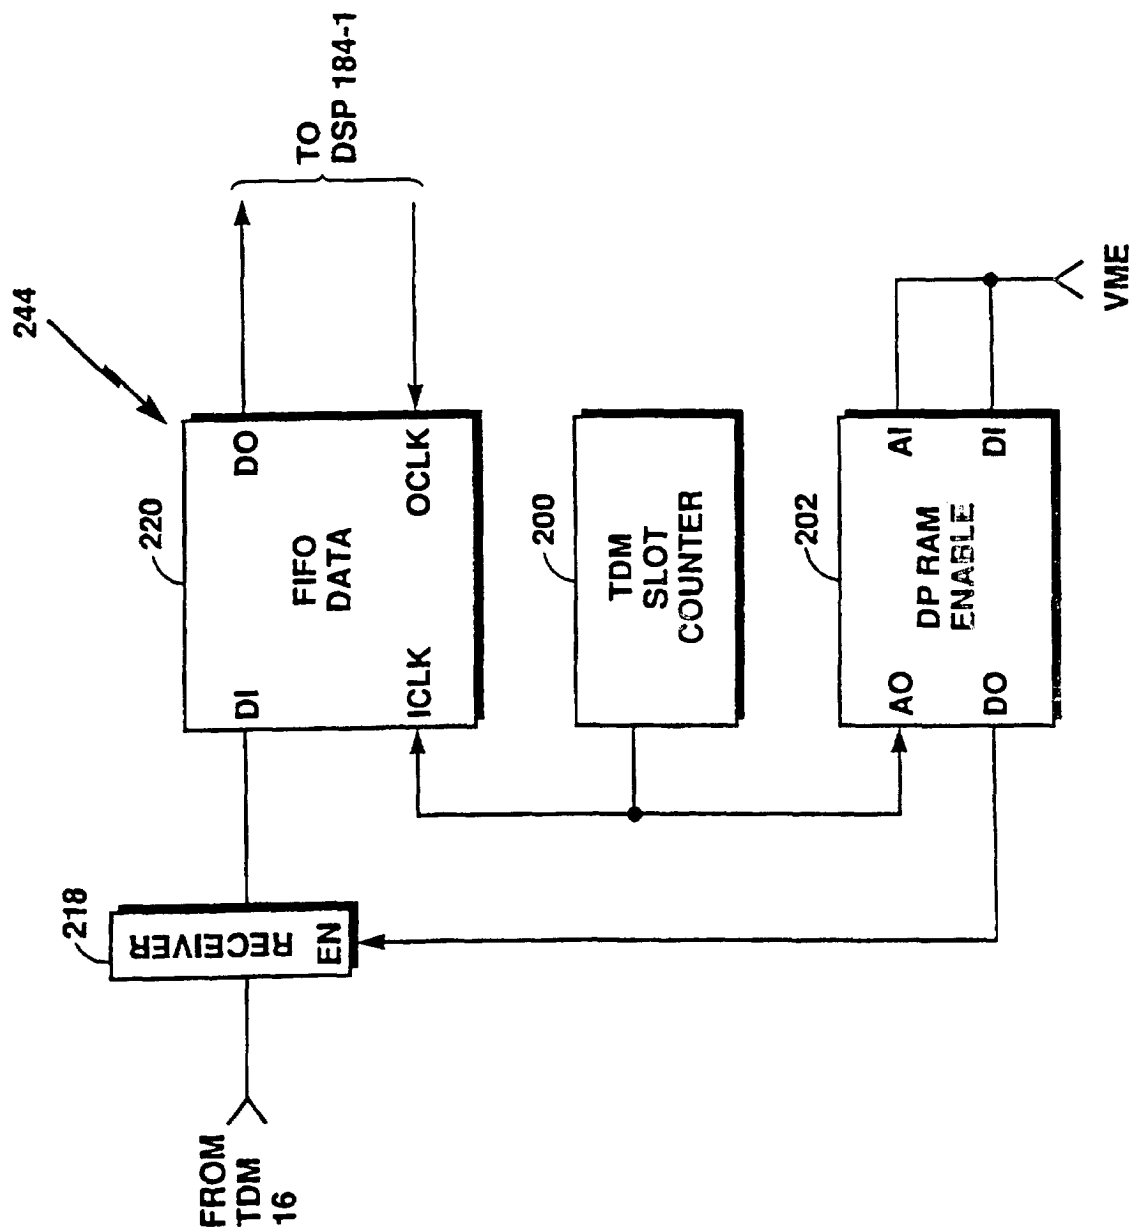 244
FROM
TDM
16
218
RECEIVER
EN
220
DI
DO
FIFO
DATA
ICLK
OCLK
TO
DSP 184-1
200
TDM
SLOT
COUNTER
202
AO
AI
DP RAM
ENABLE
DO
DI
VME